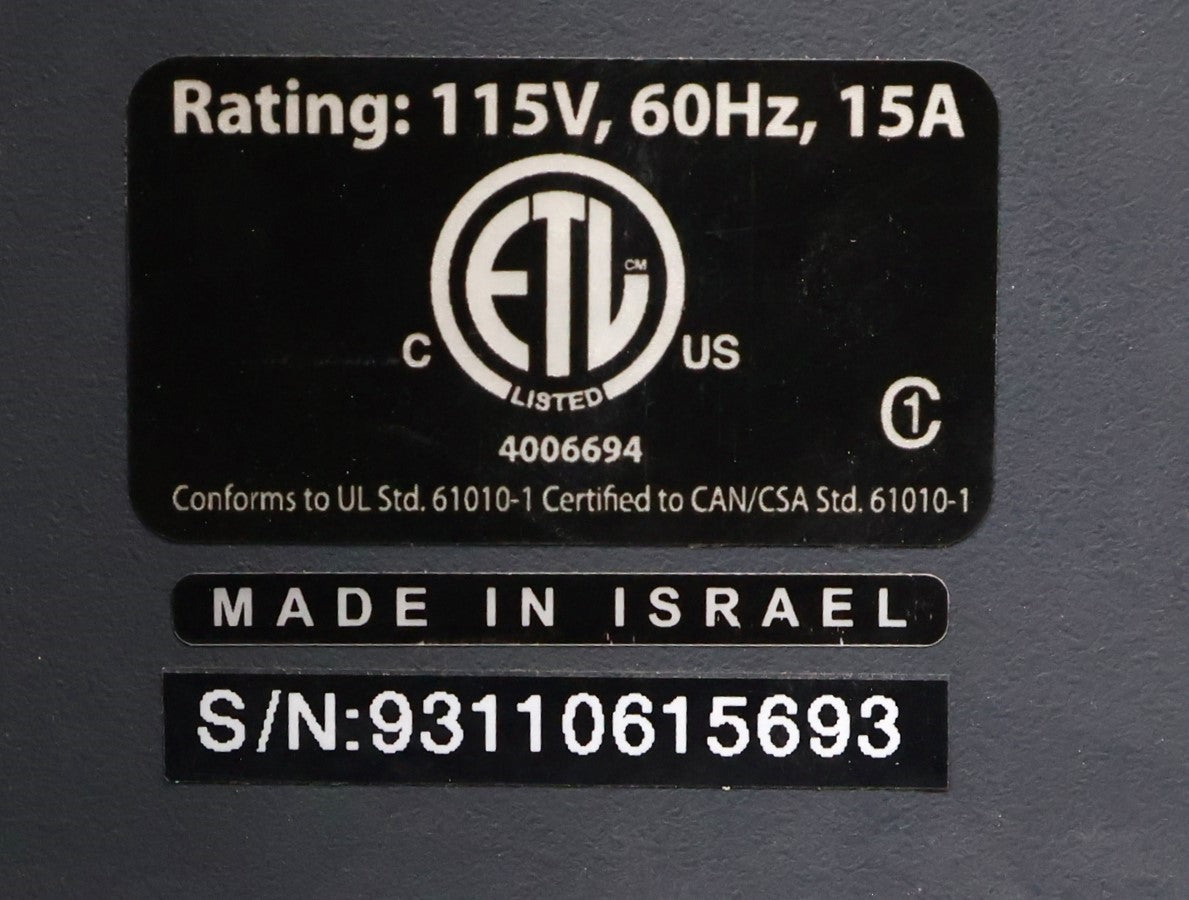 Rating: 115V, 60Hz, 15A
ETL CM
C US
LISTED
1
4006694
Conforms to UL Std. 61010-1 Certified to CAN/CSA Std. 61010-1
MADE IN ISRAEL
S/N:93110615693